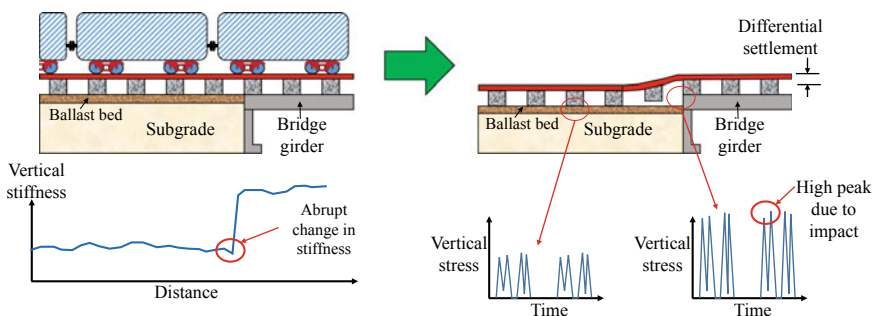 Ballast bed
Subgrade
Bridge
girder
Vertical
stiffness
Abrupt
change in
stiffness
Distance
Differential
settlement
Ballast bed
Subgrade
Bridge
girder
Vertical
stress
Time
Vertical
stress
Time
High peak
due to
impact